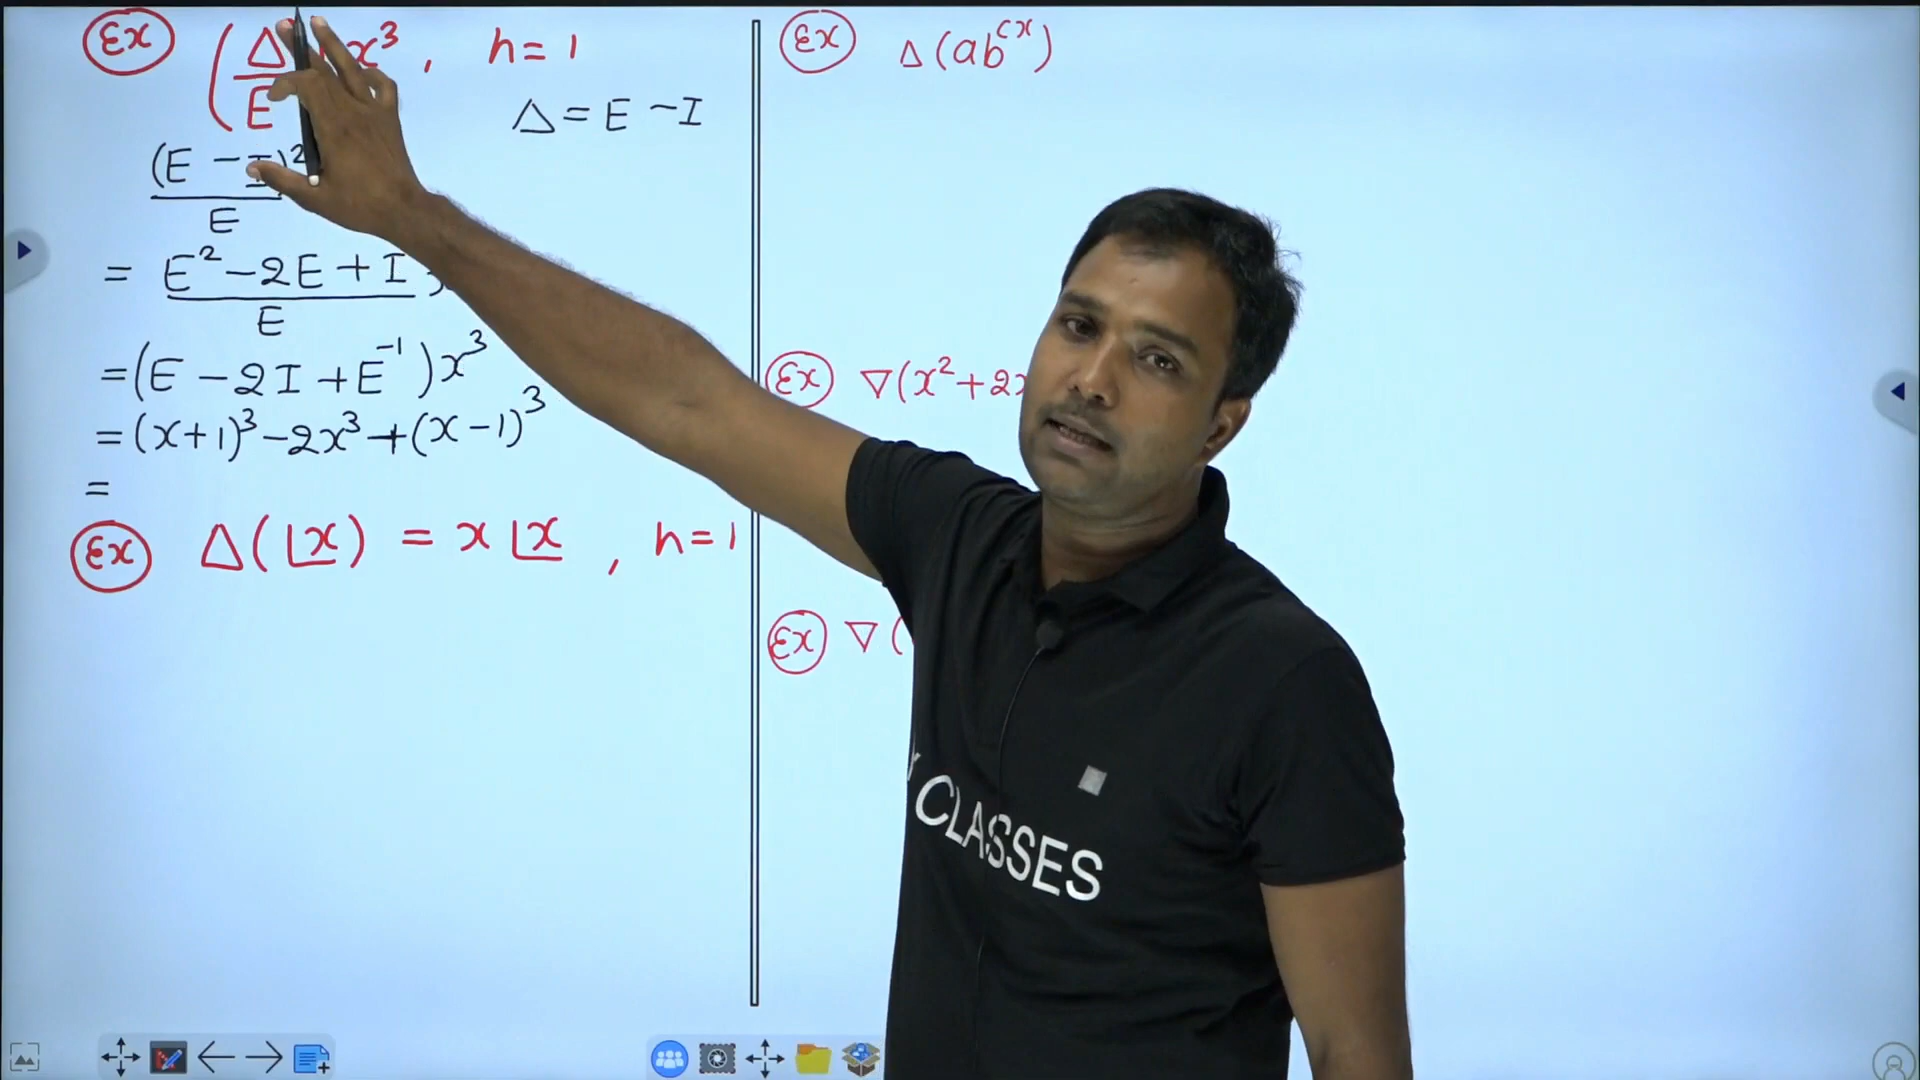 Ex (Δ/E) x³, h = 1
Δ = E - I
(E - I)² / E
= E² - 2E + I / E
= (E - 2I + E⁻¹) x³
= (x+1)³ - 2x³ + (x-1)³
=
Ex Δ(⌊x) = x ⌊x , h = 1
Ex Δ(ab^cx)
Ex ∇(x² + 2x
Ex ∇(
CLASSES